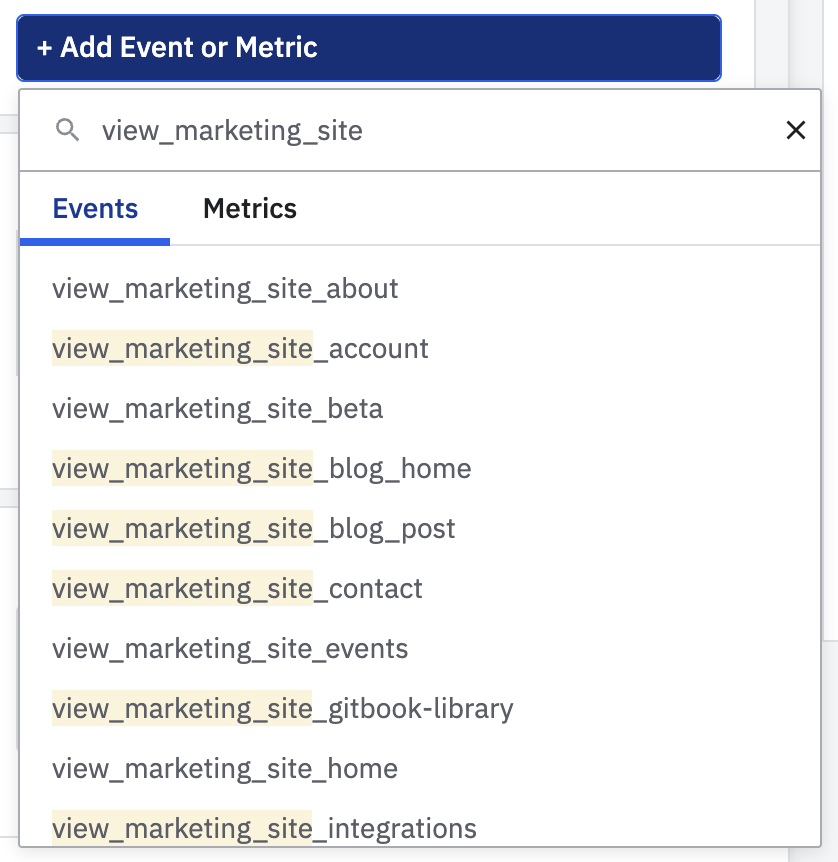 + Add Event or Metric
view_marketing_site
Events Metrics
view_marketing_site_about
view_marketing_site_account
view_marketing_site_beta
view_marketing_site_blog_home
view_marketing_site_blog_post
view_marketing_site_contact
view_marketing_site_events
view_marketing_site_gitbook-library
view_marketing_site_home
view_marketing_site_integrations